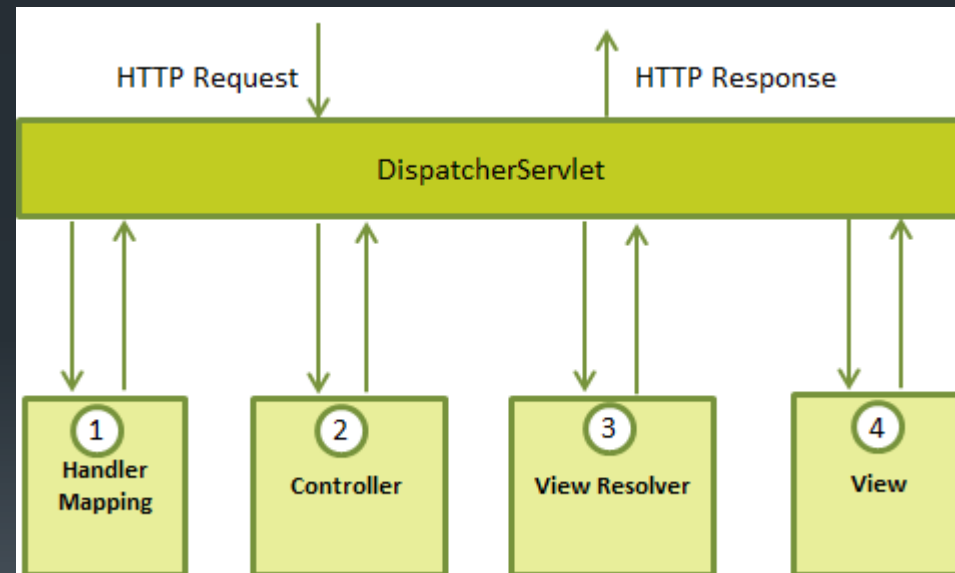 HTTP Request
HTTP Response
DispatcherServlet
1
Handler
Mapping
2
Controller
3
View Resolver
4
View